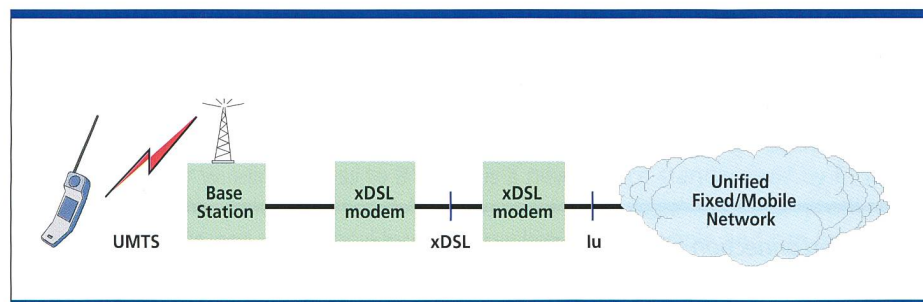 Base
Station
xDSL
modem
xDSL
modem
Unified
Fixed/Mobile
Network
UMTS
xDSL
Iu